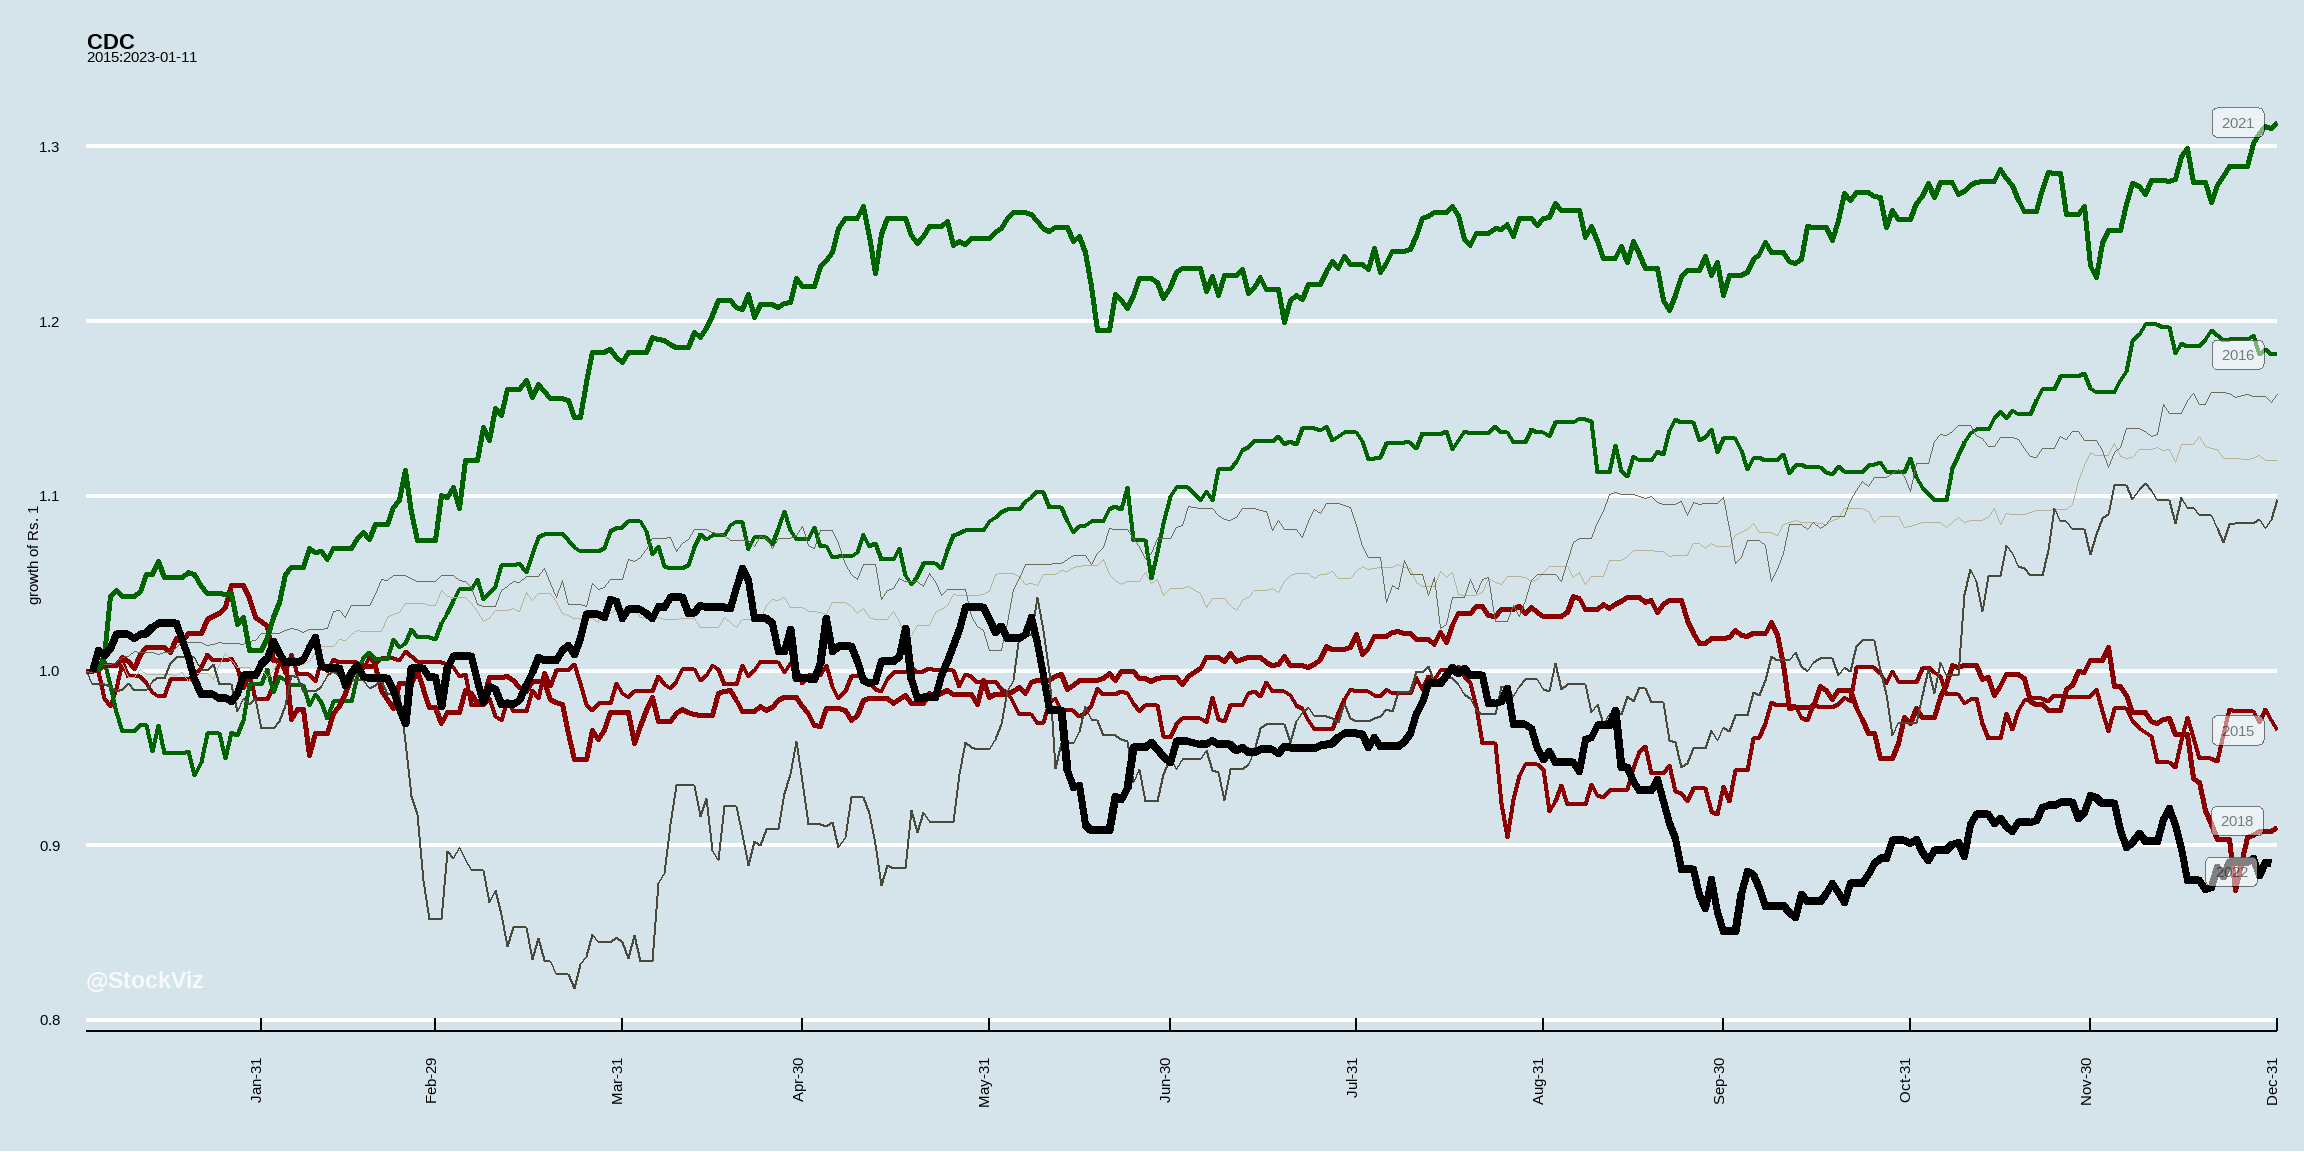 CDC
2015:2023-01-11
2021
1.3
1.2
2016
growth of Rs. 1
1.1
1.0
2015
2018
0.9
2022
@StockViz
0.8
Jan-31
Feb-29
Mar-31
Apr-30
May-31
Jun-30
Jul-31
Aug-31
Sep-30
Oct-31
Nov-30
Dec-31